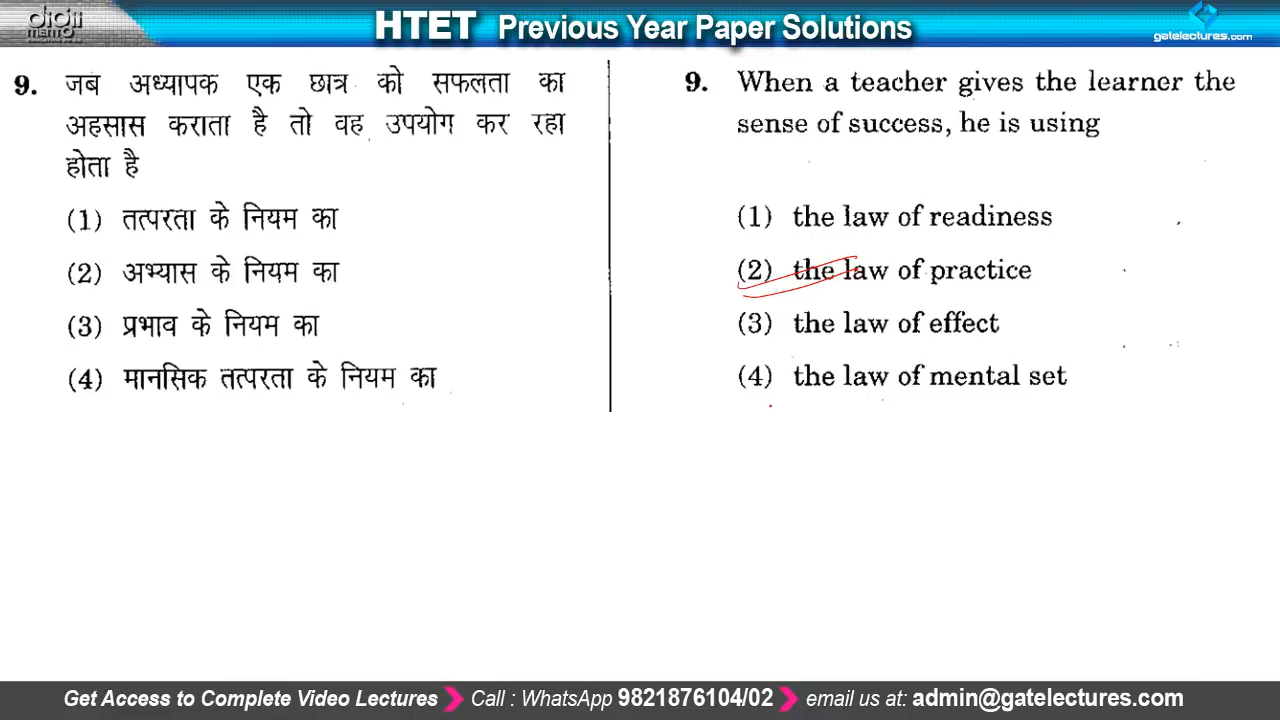 digii
MENTO
HTET Previous Year Paper Solutions
gatelectures.com
9. जब अध्यापक एक छात्र को सफलता का
अहसास कराता है तो वह उपयोग कर रहा
होता है
(1) तत्परता के नियम का
(2) अभ्यास के नियम का
(3) प्रभाव के नियम का
(4) मानसिक तत्परता के नियम का
9. When a teacher gives the learner the
sense of success, he is using
(1) the law of readiness
(2) the law of practice
(3) the law of effect
(4) the law of mental set
Get Access to Complete Video Lectures Call : WhatsApp 9821876104/02 email us at: admin@gatelectures.com